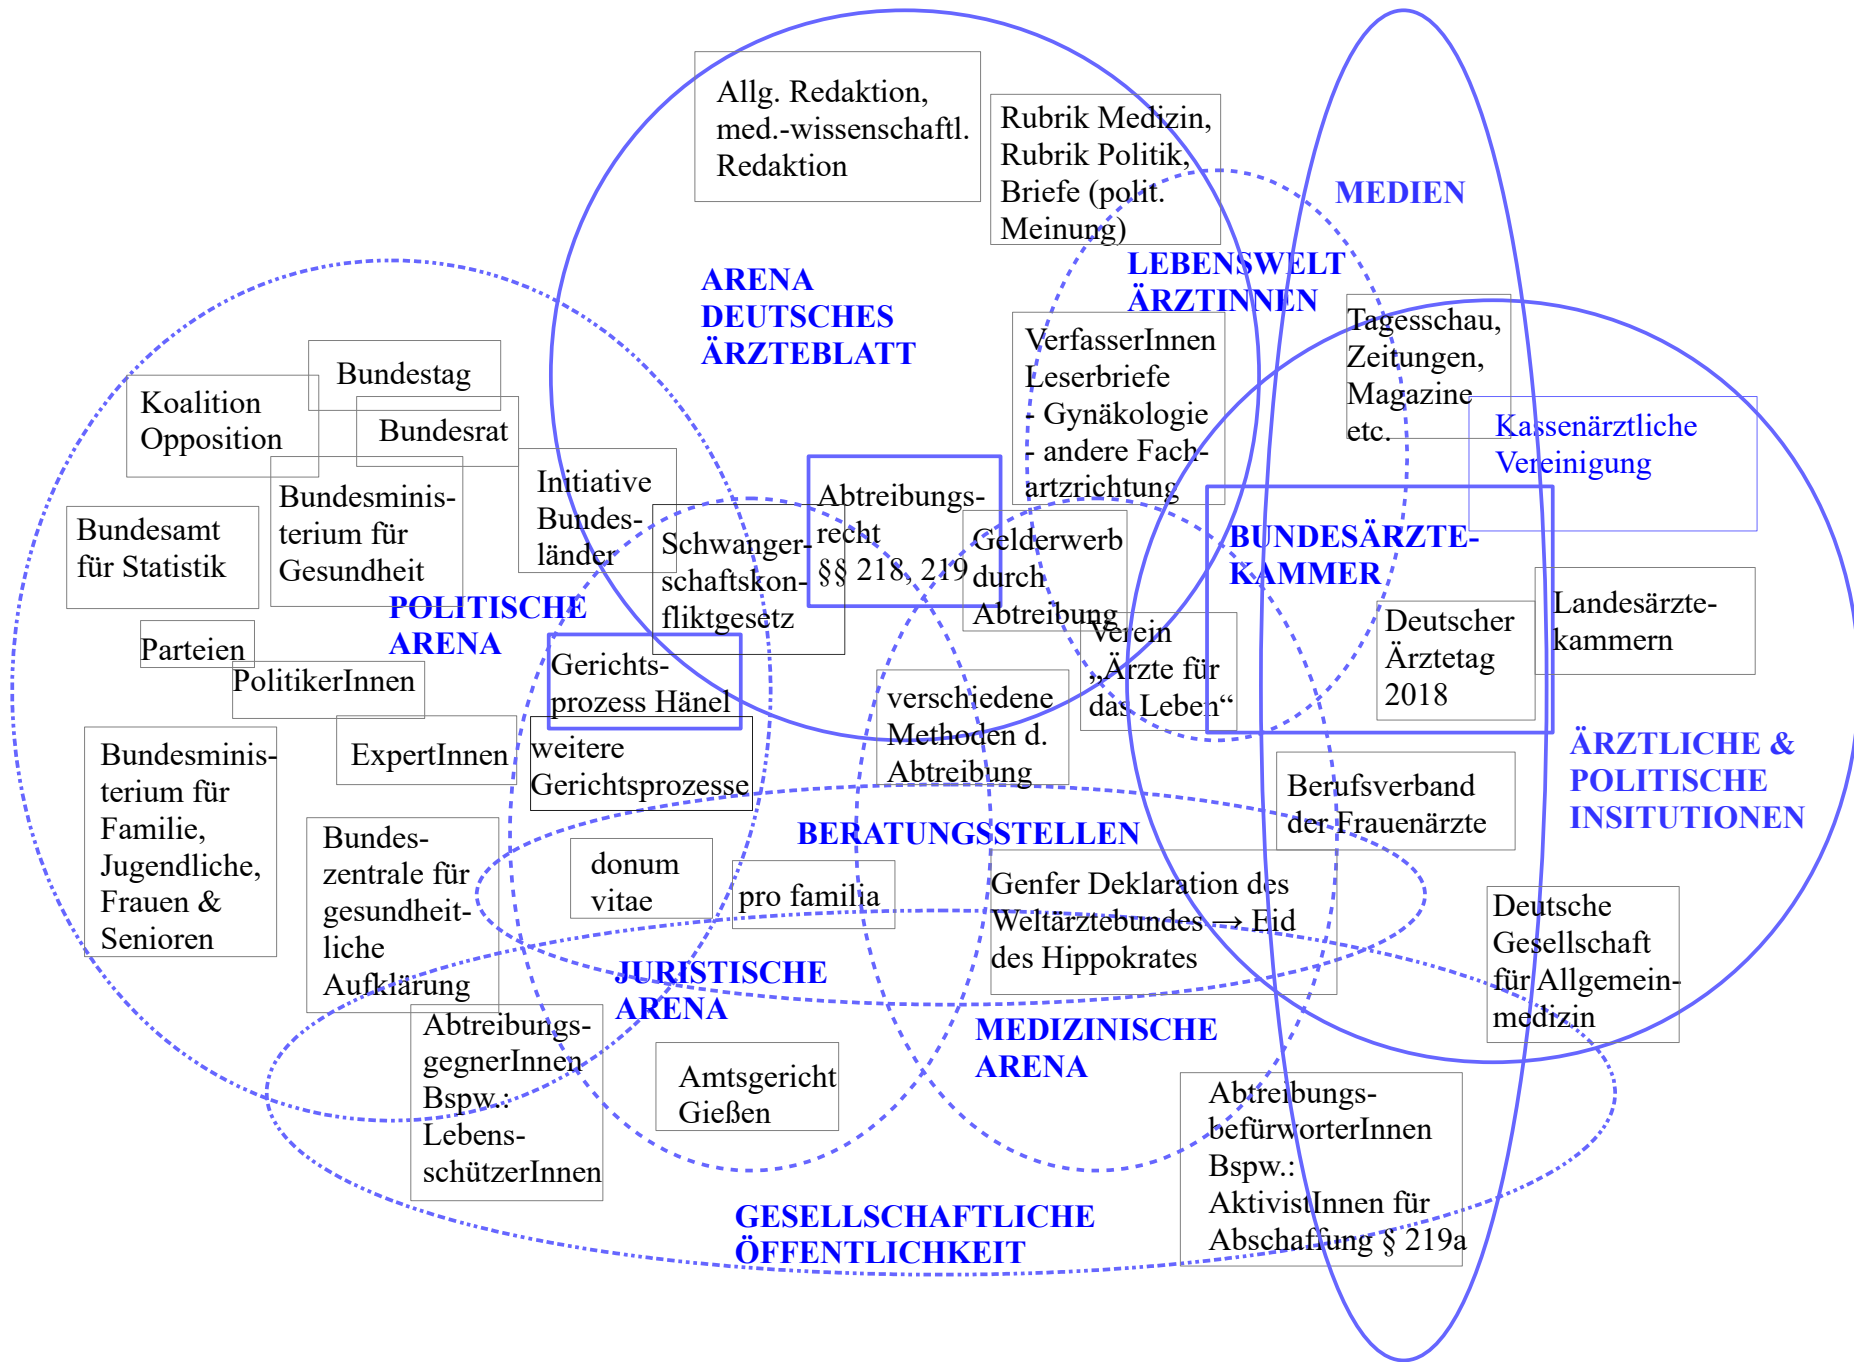 Allg. Redaktion,
med.-wissenschaftl.
Redaktion
Rubrik Medizin,
Rubrik Politik,
Briefe (polit.
Meinung)
MEDIEN
LEBENSWELT
ÄRZTINNEN
ARENA
DEUTSCHES
ÄRZTEBLATT
VerfasserInnen
Leserbriefe
- Gynäkologie
- andere Fach-
artzrichtung
Tagesschau,
Zeitungen,
Magazine
etc.
Kassenärztliche
Vereinigung
Bundestag
Koalition
Opposition
Bundesrat
Initiative
Bundes-
länder
Bundesminis-
terium für
Gesundheit
Bundesamt
für Statistik
Schwanger-
schaftskon-
fliktgesetz
Abtreibungs-
recht
§§ 218, 219
Gelderwerb
durch
Abtreibung
BUNDESÄRZTE-
KAMMER
Deutscher
Ärztetag
2018
Landesärzte-
kammern
POLITISCHE
ARENA
Parteien
PolitikerInnen
Gerichts-
prozess Hänel
Verein
„Ärzte für
das Leben“
verschiedene
Methoden d.
Abtreibung
ExpertInnen
weitere
Gerichtsprozesse
Bundesminis-
terium für
Familie,
Jugendliche,
Frauen &
Senioren
ÄRZTLICHE &
POLITISCHE
INSITUTIONEN
Berufsverband
der Frauenärzte
BERATUNGSSTELLEN
Bundes-
zentrale für
gesundheit-
liche
Aufklärung
donum
vitae
pro familia
Genfer Deklaration des
Weltärztebundes → Eid
des Hippokrates
Deutsche
Gesellschaft
für Allgemein-
medizin
JURISTISCHE
ARENA
MEDIZINISCHE
ARENA
Abtreibungs-
gegnerInnen
Bspw.:
Lebens-
schützerInnen
Amtsgericht
Gießen
Abtreibungs-
befürworterInnen
Bspw.:
AktivistInnen für
Abschaffung § 219a
GESELLSCHAFTLICHE
ÖFFENTLICHKEIT